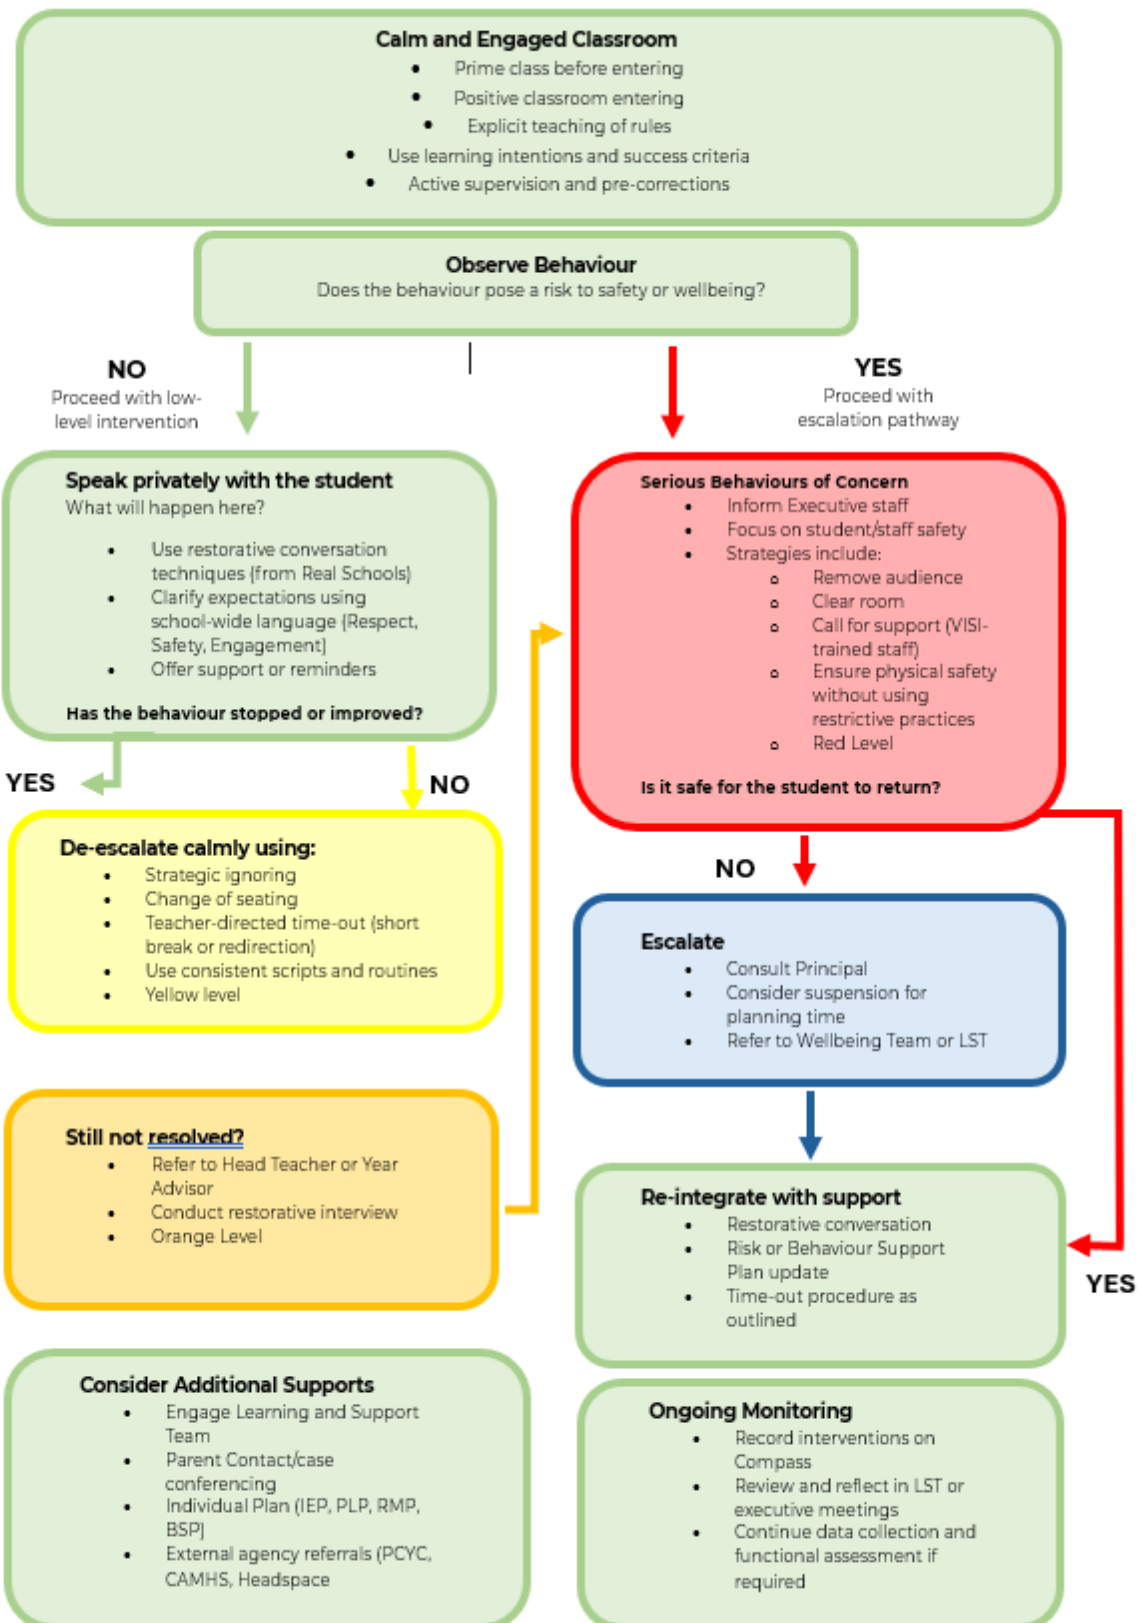 Calm and Engaged Classroom
• Prime class before entering
• Positive classroom entering
• Explicit teaching of rules
• Use learning intentions and success criteria
• Active supervision and pre-corrections
Observe Behaviour
Does the behaviour pose a risk to safety or wellbeing?
NO
Proceed with low-
level intervention
YES
Proceed with
escalation pathway
Speak privately with the student
What will happen here?
• Use restorative conversation
techniques (from Real Schools)
• Clarify expectations using
school-wide language (Respect,
Safety, Engagement)
• Offer support or reminders
Has the behaviour stopped or improved?
YES
NO
De-escalate calmly using:
• Strategic ignoring
• Change of seating
• Teacher-directed time-out (short
break or redirection)
• Use consistent scripts and routines
• Yellow level
Still not resolved?
• Refer to Head Teacher or Year
Advisor
• Conduct restorative interview
• Orange Level
Serious Behaviours of Concern
• Inform Executive staff
• Focus on student/staff safety
• Strategies include:
o Remove audience
o Clear room
o Call for support (VISI-
trained staff)
o Ensure physical safety
without using
restrictive practices
o Red Level
Is it safe for the student to return?
NO
Escalate
• Consult Principal
• Consider suspension for
planning time
• Refer to Wellbeing Team or LST
Re-integrate with support
• Restorative conversation
• Risk or Behaviour Support
Plan update
• Time-out procedure as
outlined
YES
Consider Additional Supports
• Engage Learning and Support
Team
• Parent Contact/case
conferencing
• Individual Plan (IEP, PLP, RMP,
BSP)
• External agency referrals (PCYC,
CAMHS, Headspace
Ongoing Monitoring
• Record interventions on
Compass
• Review and reflect in LST or
executive meetings
• Continue data collection and
functional assessment if
required